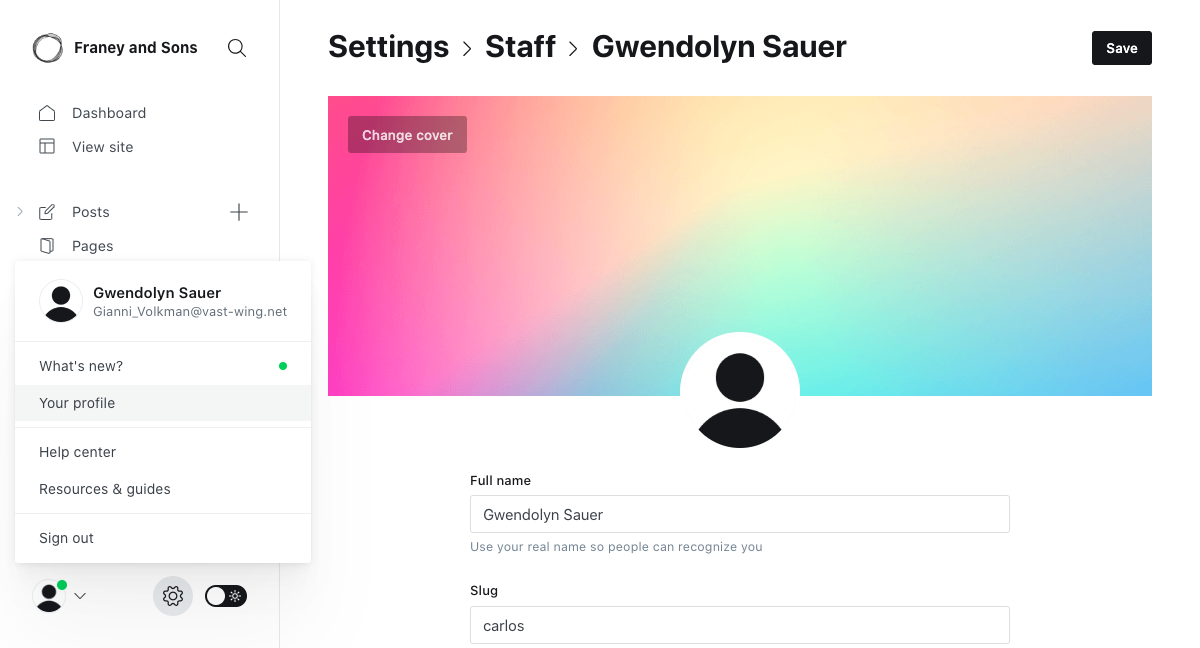 Franey and Sons
Dashboard
View site
Posts
Pages
Gwendolyn Sauer
Gianni_Volkman@vast-wing.net
What's new?
Your profile
Help center
Resources & guides
Sign out
Settings > Staff > Gwendolyn Sauer
Save
Change cover
Full name
Gwendolyn Sauer
Use your real name so people can recognize you
Slug
carlos